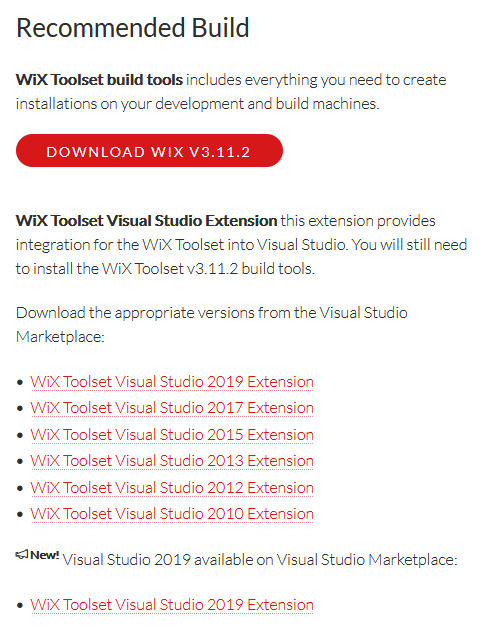 Recommended Build
WiX Toolset build tools includes everything you need to create
installations on your development and build machines.
DOWNLOAD WIX V3.11.2
WiX Toolset Visual Studio Extension this extension provides
integration for the WiX Toolset into Visual Studio. You will still need
to install the WiX Toolset v3.11.2 build tools.
Download the appropriate versions from the Visual Studio
Marketplace:
• WiX Toolset Visual Studio 2019 Extension
• WiX Toolset Visual Studio 2017 Extension
• WiX Toolset Visual Studio 2015 Extension
• WiX Toolset Visual Studio 2013 Extension
• WiX Toolset Visual Studio 2012 Extension
• WiX Toolset Visual Studio 2010 Extension
New! Visual Studio 2019 available on Visual Studio Marketplace:
• WiX Toolset Visual Studio 2019 Extension